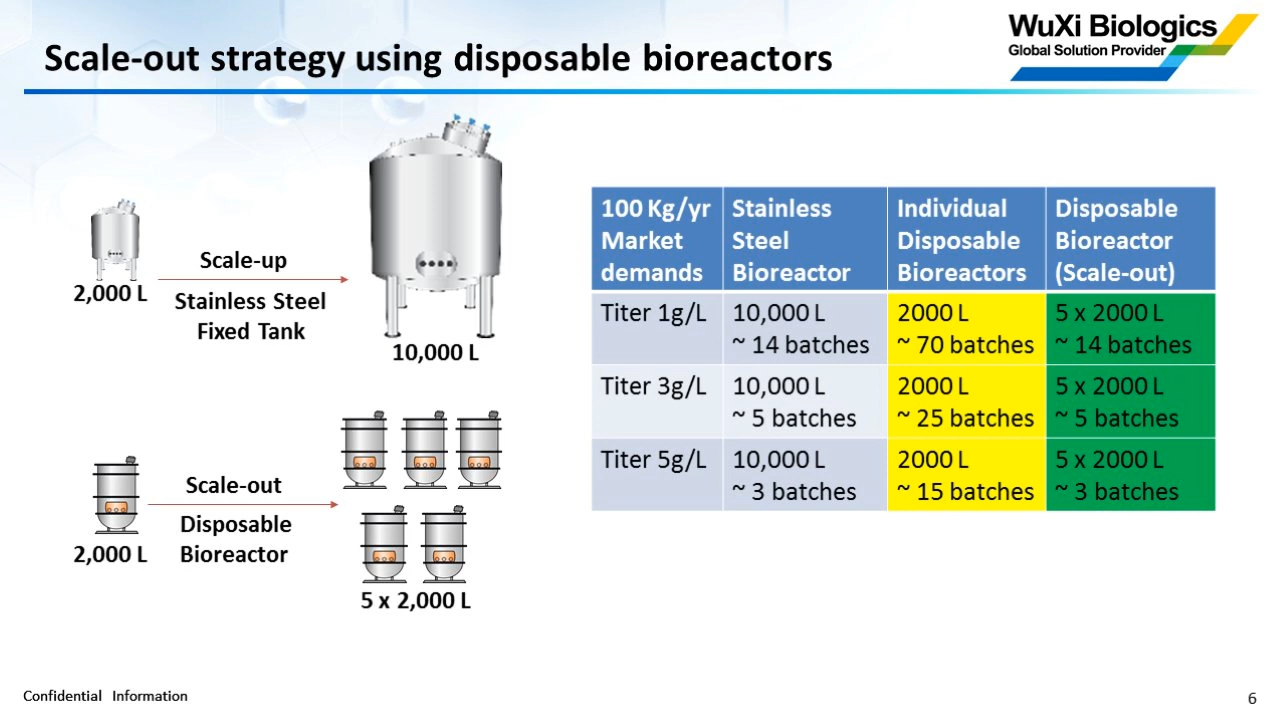 Scale-out strategy using disposable bioreactors
WuXi Biologics
Global Solution Provider
2,000 L
Scale-up
Stainless Steel
Fixed Tank
10,000 L
2,000 L
Scale-out
Disposable
Bioreactor
5 x 2,000 L
100 Kg/yr Market demands | Stainless Steel Bioreactor | Individual Disposable Bioreactors | Disposable Bioreactor (Scale-out)
Titer 1g/L | 10,000 L ~ 14 batches | 2000 L ~ 70 batches | 5 x 2000 L ~ 14 batches
Titer 3g/L | 10,000 L ~ 5 batches | 2000 L ~ 25 batches | 5 x 2000 L ~ 5 batches
Titer 5g/L | 10,000 L ~ 3 batches | 2000 L ~ 15 batches | 5 x 2000 L ~ 3 batches
Confidential Information
6